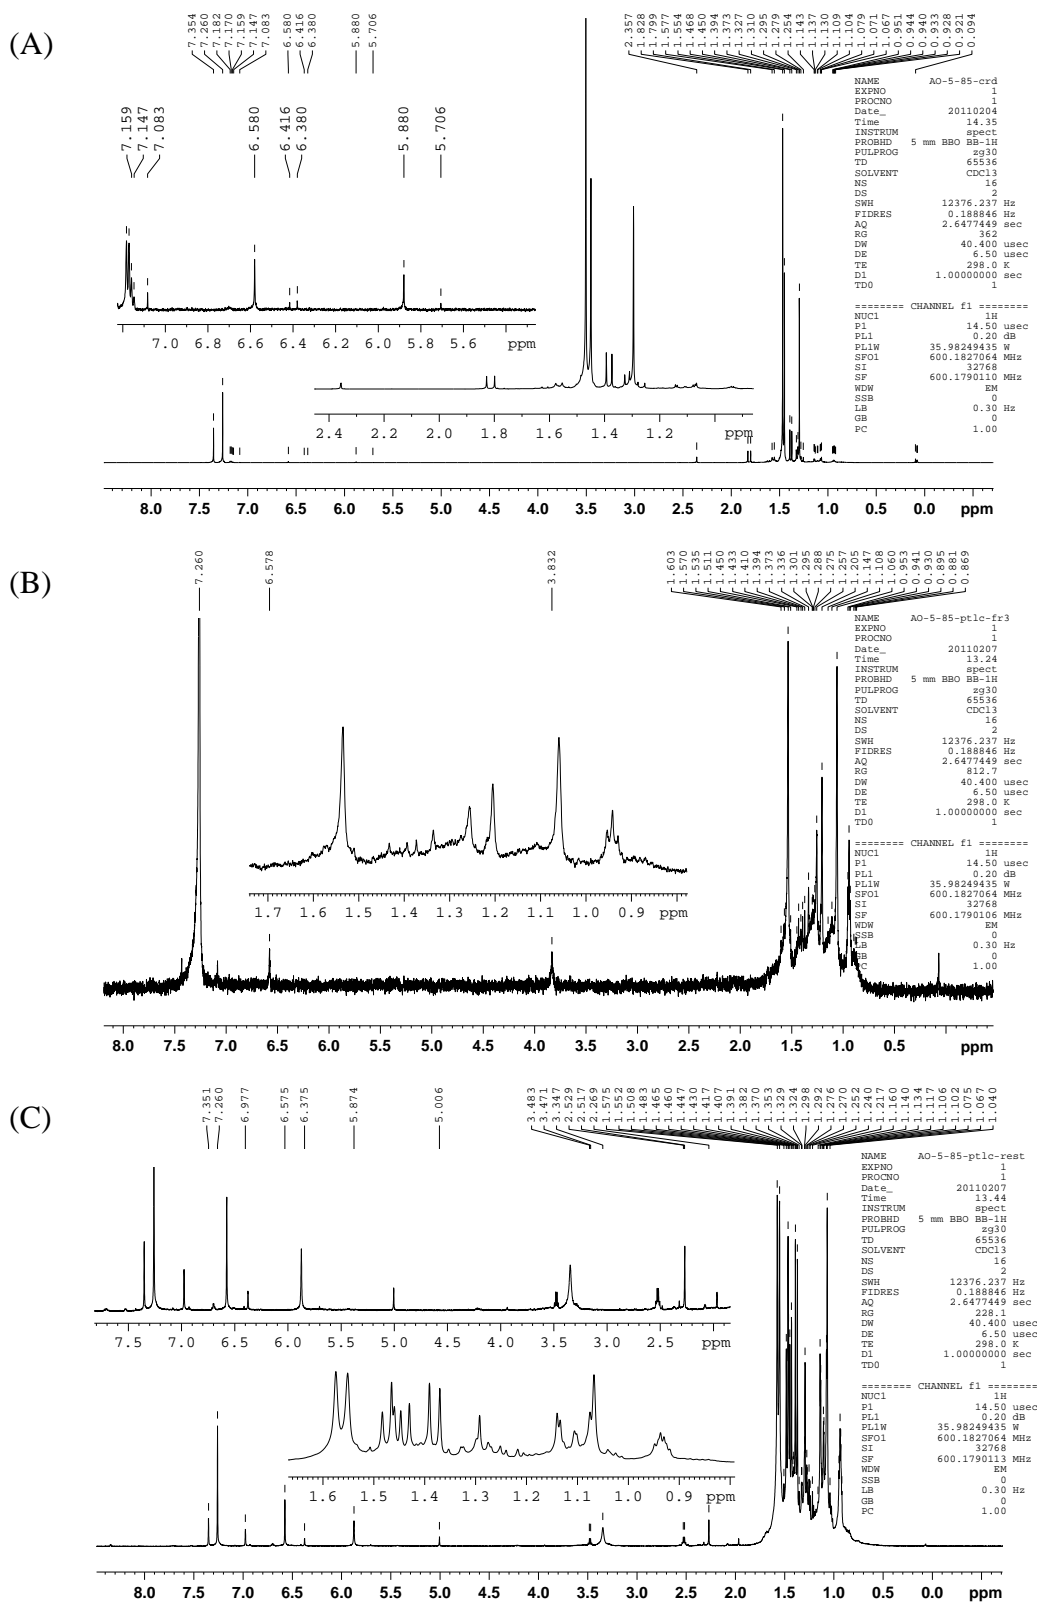 (A)
7.354 7.260 7.182 7.170 7.159 7.147 7.083 6.580 6.416 6.380 5.880 5.706
2.357 1.828 1.799 1.577 1.554 1.468 1.450 1.394 1.373 1.327 1.310 1.295 1.279 1.254 1.143 1.137 1.130 1.109 1.104 1.079 1.071 1.067 0.951 0.944 0.940 0.933 0.928 0.921 0.094
7.159 7.147 7.083 6.580 6.416 6.380 5.880 5.706
7.0 6.8 6.6 6.4 6.2 6.0 5.8 5.6 ppm
2.4 2.2 2.0 1.8 1.6 1.4 1.2 ppm
NAME AO-5-85-crd
EXPNO 1
PROCNO 1
Date_ 20110204
Time 14.35
INSTRUM spect
PROBHD 5 mm BBO BB-1H
PULPROG zg30
TD 65536
SOLVENT CDCl3
NS 16
DS 2
SWH 12376.237 Hz
FIDRES 0.188846 Hz
AQ 2.6477449 sec
RG 362
DW 40.400 usec
DE 6.50 usec
TE 298.0 K
D1 1.00000000 sec
TD0 1
======== CHANNEL f1 ========
NUC1 1H
P1 14.50 usec
PL1 0.20 dB
PL1W 35.98249435 W
SFO1 600.1827064 MHz
SI 32768
SF 600.1790110 MHz
WDW EM
SSB 0
LB 0.30 Hz
GB 0
PC 1.00
8.0 7.5 7.0 6.5 6.0 5.5 5.0 4.5 4.0 3.5 3.0 2.5 2.0 1.5 1.0 0.5 0.0 ppm
(B)
7.260 6.578 3.832
1.603 1.570 1.535 1.511 1.450 1.433 1.410 1.394 1.373 1.336 1.301 1.295 1.288 1.275 1.257 1.205 1.147 1.108 1.060 0.953 0.941 0.930 0.895 0.881 0.869
1.7 1.6 1.5 1.4 1.3 1.2 1.1 1.0 0.9 ppm
NAME AO-5-85-ptlc-fr3
EXPNO 1
PROCNO 1
Date_ 20110207
Time 13.24
INSTRUM spect
PROBHD 5 mm BBO BB-1H
PULPROG zg30
TD 65536
SOLVENT CDCl3
NS 16
DS 2
SWH 12376.237 Hz
FIDRES 0.188846 Hz
AQ 2.6477449 sec
RG 812.7
DW 40.400 usec
DE 6.50 usec
TE 298.0 K
D1 1.00000000 sec
TD0 1
======== CHANNEL f1 ========
NUC1 1H
P1 14.50 usec
PL1 0.20 dB
PL1W 35.98249435 W
SFO1 600.1827064 MHz
SI 32768
SF 600.1790106 MHz
WDW EM
SSB 0
LB 0.30 Hz
GB 0
PC 1.00
8.0 7.5 7.0 6.5 6.0 5.5 5.0 4.5 4.0 3.5 3.0 2.5 2.0 1.5 1.0 0.5 0.0 ppm
(C)
7.351 7.260 6.977 6.575 6.375 5.874 5.006
3.483 3.471 3.347 2.529 2.517 2.269 1.575 1.552 1.508 1.483 1.465 1.460 1.447 1.430 1.417 1.407 1.391 1.382 1.370 1.353 1.329 1.324 1.298 1.292 1.276 1.270 1.252 1.240 1.217 1.160 1.140 1.134 1.117 1.106 1.102 1.075 1.067 1.040
7.5 7.0 6.5 6.0 5.5 5.0 4.5 4.0 3.5 3.0 2.5 ppm
1.6 1.5 1.4 1.3 1.2 1.1 1.0 0.9 ppm
NAME AO-5-85-ptlc-rest
EXPNO 1
PROCNO 1
Date_ 20110207
Time 13.44
INSTRUM spect
PROBHD 5 mm BBO BB-1H
PULPROG zg30
TD 65536
SOLVENT CDCl3
NS 16
DS 2
SWH 12376.237 Hz
FIDRES 0.188846 Hz
AQ 2.6477449 sec
RG 228.1
DW 40.400 usec
DE 6.50 usec
TE 298.0 K
D1 1.00000000 sec
TD0 1
======== CHANNEL f1 ========
NUC1 1H
P1 14.50 usec
PL1 0.20 dB
PL1W 35.98249435 W
SFO1 600.1827064 MHz
SI 32768
SF 600.1790113 MHz
WDW EM
SSB 0
LB 0.30 Hz
GB 0
PC 1.00
8.0 7.5 7.0 6.5 6.0 5.5 5.0 4.5 4.0 3.5 3.0 2.5 2.0 1.5 1.0 0.5 0.0 ppm